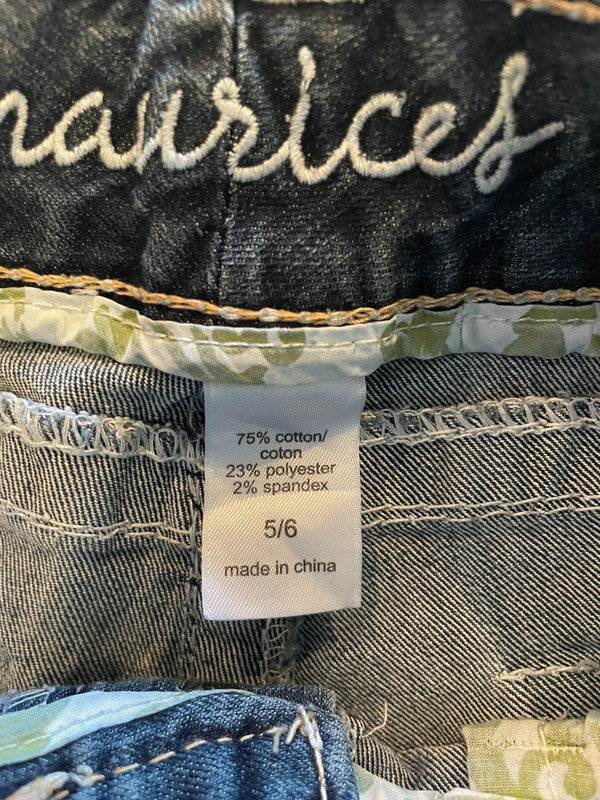 maurices
75% cotton/
coton
23% polyester
2% spandex
5/6
made in china